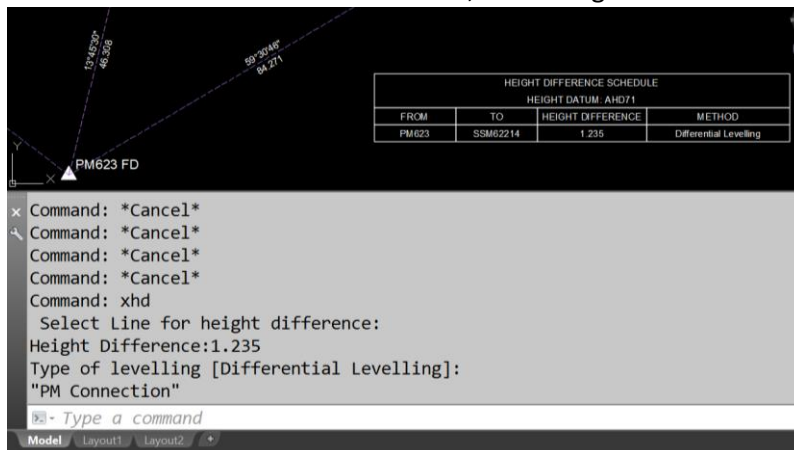 13°45'30"
46.308
59°30'46"
84.271
HEIGHT DIFFERENCE SCHEDULE
HEIGHT DATUM: AHD71
FROM TO HEIGHT DIFFERENCE METHOD
PM623 SSM62214 1.235 Differential Levelling
Y
X
PM623 FD
Command: *Cancel*
Command: *Cancel*
Command: *Cancel*
Command: *Cancel*
Command: xhd
Select Line for height difference:
Height Difference:1.235
Type of levelling [Differential Levelling]:
"PM Connection"
Type a command
Model Layout1 Layout2 +